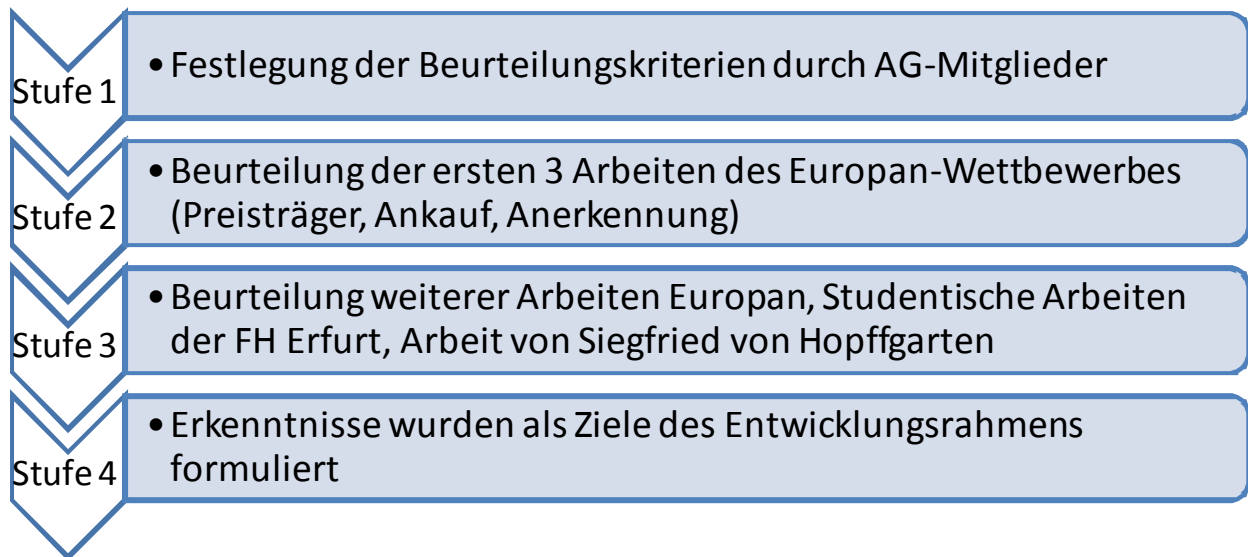 Stufe 1
• Festlegung der Beurteilungskriterien durch AG-Mitglieder
Stufe 2
• Beurteilung der ersten 3 Arbeiten des Europan-Wettbewerbes
(Preisträger, Ankauf, Anerkennung)
Stufe 3
• Beurteilung weiterer Arbeiten Europan, Studentische Arbeiten
der FH Erfurt, Arbeit von Siegfried von Hopffgarten
Stufe 4
• Erkenntnisse wurden als Ziele des Entwicklungsrahmens
formuliert